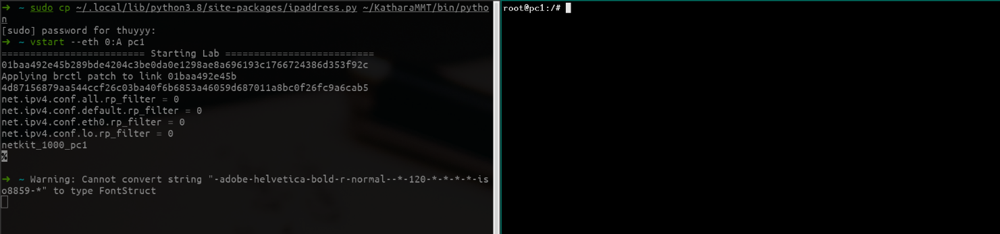 ➜ ~ sudo cp ~/.local/lib/python3.8/site-packages/ipaddress.py ~/KatharaMMT/bin/pytho
n
[sudo] password for thuyyy:
➜ ~ vstart --eth 0:A pc1
========================= Starting Lab ==========================
01baa492e45b289bde4204c3be0da0e1298ae8a696193c1766724386d353f92c
Applying brctl patch to link 01baa492e45b
4d87156879aa544ccf26c03ba40f6b6853a46059d687011a8bc0f26fc9a6cab5
net.ipv4.conf.all.rp_filter = 0
net.ipv4.conf.default.rp_filter = 0
net.ipv4.conf.eth0.rp_filter = 0
net.ipv4.conf.lo.rp_filter = 0
netkit_1000_pc1
%
➜ ~ Warning: Cannot convert string "-adobe-helvetica-bold-r-normal--*-120-*-*-*-*-is
o8859-*" to type FontStruct
root@pc1:/#